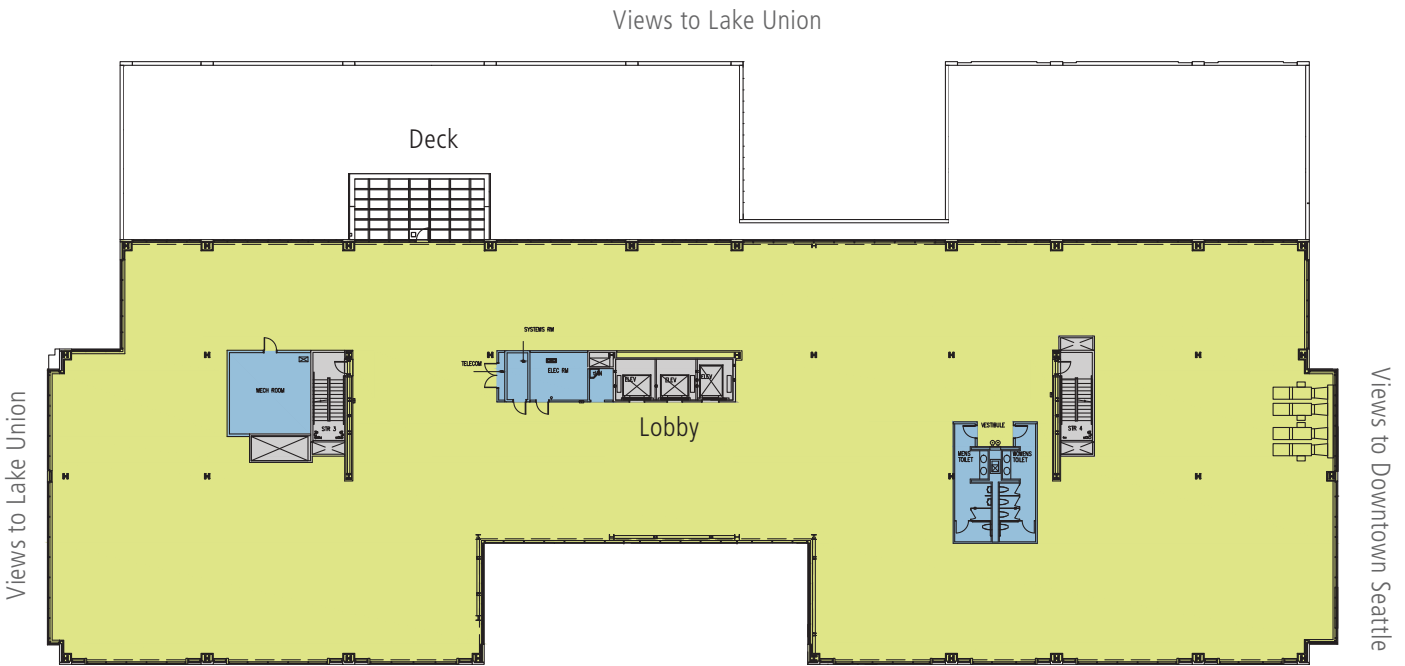 Views to Lake Union
Deck
SYSTEMS RM
TELECOM
ELEC RM
ELEV
ELEV
ELEV
MECH ROOM
STR 3
Lobby
VESTIBULE
STR 4
MENS
TOILET
WOMENS
TOILET
Views to Lake Union
Views to Downtown Seattle